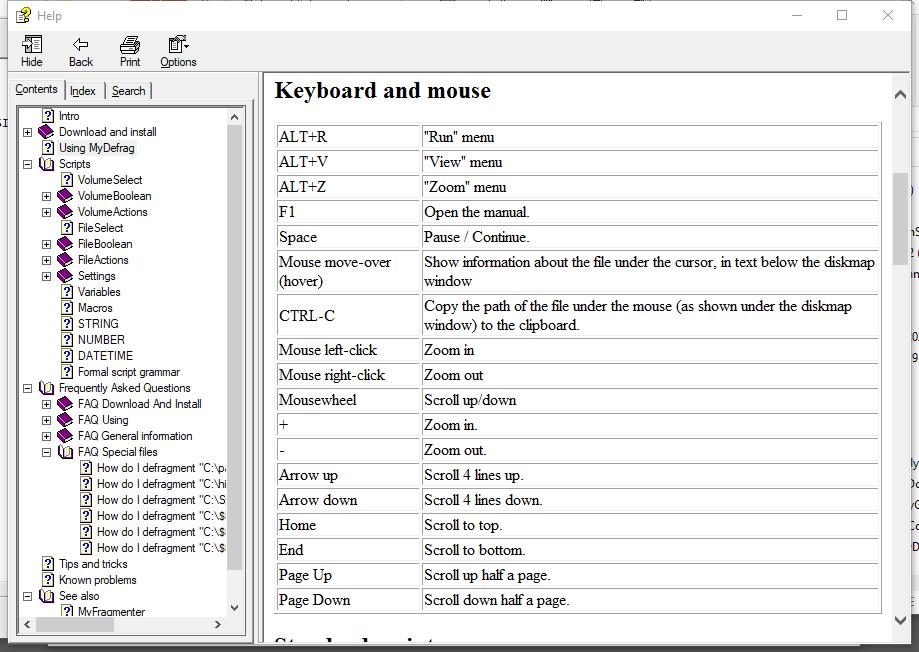 Help
Hide Back Print Options
Contents Index Search
Intro
Download and install
Using MyDefrag
Scripts
VolumeSelect
VolumeBoolean
VolumeActions
FileSelect
FileBoolean
FileActions
Settings
Variables
Macros
STRING
NUMBER
DATETIME
Formal script grammar
Frequently Asked Questions
FAQ Download And Install
FAQ Using
FAQ General information
FAQ Special files
How do I defragment "C:\pa
How do I defragment "C:\hi
How do I defragment "C:\S
How do I defragment "C:\$
How do I defragment "C:\$
How do I defragment "C:\$
Tips and tricks
Known problems
See also
MyFragmenter
Keyboard and mouse
ALT+R "Run" menu
ALT+V "View" menu
ALT+Z "Zoom" menu
F1 Open the manual.
Space Pause / Continue.
Mouse move-over (hover) Show information about the file under the cursor, in text below the diskmap
window
CTRL-C Copy the path of the file under the mouse (as shown under the diskmap
window) to the clipboard.
Mouse left-click Zoom in
Mouse right-click Zoom out
Mousewheel Scroll up/down
+ Zoom in.
- Zoom out.
Arrow up Scroll 4 lines up.
Arrow down Scroll 4 lines down.
Home Scroll to top.
End Scroll to bottom.
Page Up Scroll up half a page.
Page Down Scroll down half a page.